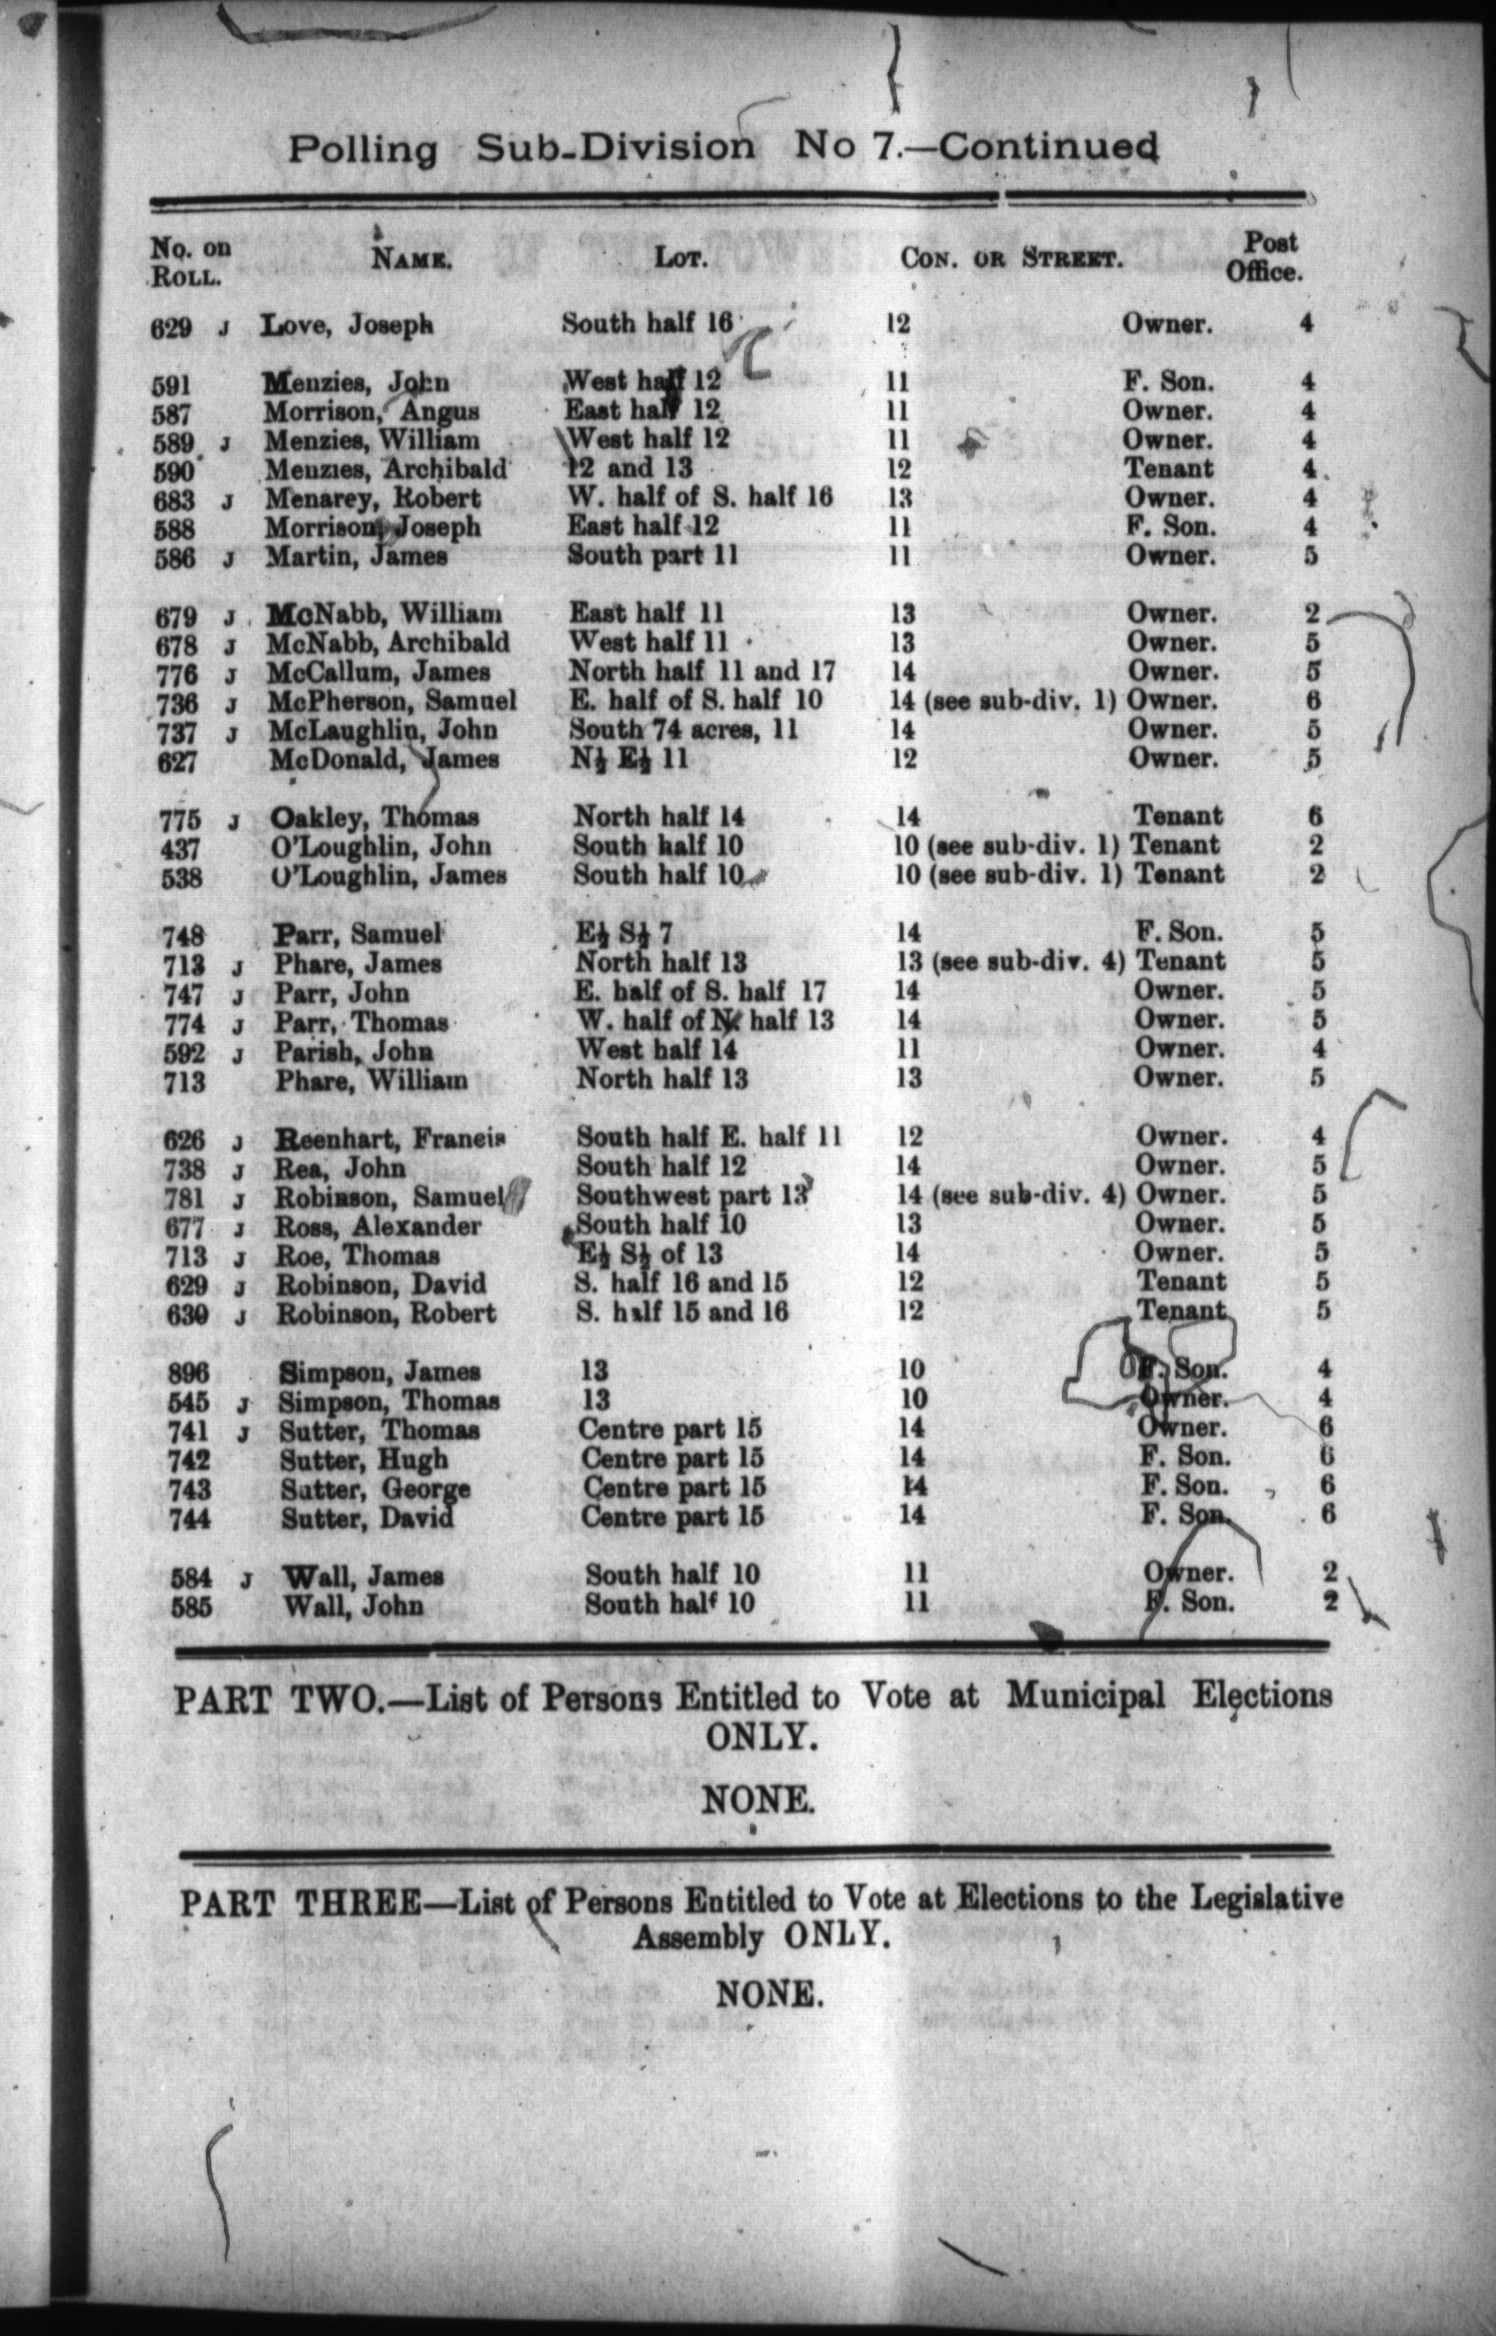 Polling Sub-Division No 7.—Continued
No. on ROLL. NAME. LOT. CON. OR STREET. Post Office.
629 J Love, Joseph South half 16 12 Owner. 4
591 Menzies, John West half 12 11 F. Son. 4
587 Morrison, Angus East half 12 11 Owner. 4
589 J Menzies, William West half 12 11 Owner. 4
590 Menzies, Archibald 12 and 13 12 Tenant 4
683 J Menarey, Robert W. half of S. half 16 13 Owner. 4
588 Morrison, Joseph East half 12 11 F. Son. 4
586 J Martin, James South part 11 11 Owner. 5
679 J McNabb, William East half 11 13 Owner. 2
678 J McNabb, Archibald West half 11 13 Owner. 5
776 J McCallum, James North half 11 and 17 14 Owner. 5
736 J McPherson, Samuel E. half of S. half 10 14 (see sub-div. 1) Owner. 6
737 J McLaughlin, John South 74 acres, 11 14 Owner. 5
627 McDonald, James N½ E½ 11 12 Owner. 5
775 J Oakley, Thomas North half 14 14 Tenant 6
437 O'Loughlin, John South half 10 10 (see sub-div. 1) Tenant 2
538 O'Loughlin, James South half 10 10 (see sub-div. 1) Tenant 2
748 Parr, Samuel E½ S½ 7 14 F. Son. 5
713 J Phare, James North half 13 13 (see sub-div. 4) Tenant 5
747 J Parr, John E. half of S. half 17 14 Owner. 5
774 J Parr, Thomas W. half of N. half 13 14 Owner. 5
592 J Parish, John West half 14 11 Owner. 4
713 Phare, William North half 13 13 Owner. 5
626 J Reenhart, Francis South half E. half 11 12 Owner. 4
738 J Rea, John South half 12 14 Owner. 5
781 J Robinson, Samuel Southwest part 13 14 (see sub-div. 4) Owner. 5
677 J Ross, Alexander South half 10 13 Owner. 5
713 J Roe, Thomas E½ S½ of 13 14 Owner. 5
629 J Robinson, David S. half 16 and 15 12 Tenant 5
630 J Robinson, Robert S. half 15 and 16 12 Tenant 5
896 Simpson, James 13 10 F. Son. 4
545 J Simpson, Thomas 13 10 Owner. 4
741 J Sutter, Thomas Centre part 15 14 Owner. 6
742 Sutter, Hugh Centre part 15 14 F. Son. 6
743 Sutter, George Centre part 15 14 F. Son. 6
744 Sutter, David Centre part 15 14 F. Son. 6
584 J Wall, James South half 10 11 Owner. 2
585 Wall, John South half 10 11 F. Son. 2
PART TWO.—List of Persons Entitled to Vote at Municipal Elections
ONLY.
NONE.
PART THREE—List of Persons Entitled to Vote at Elections to the Legislative
Assembly ONLY.
NONE.